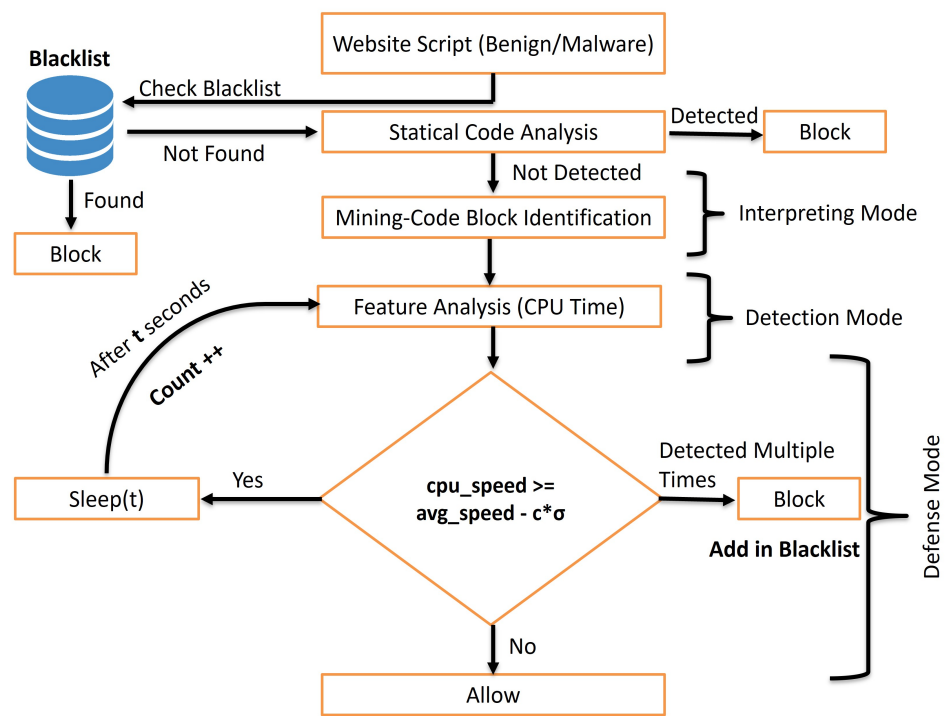 Website Script (Benign/Malware)
Blacklist
Check Blacklist
Statical Code Analysis
Detected
Block
Not Found
Not Detected
Found
Mining-Code Block Identification
Interpreting Mode
Block
Feature Analysis (CPU Time)
Detection Mode
After t seconds
Count ++
Detected Multiple
Times
Yes
cpu_speed >=
avg_speed - c*σ
Sleep(t)
Block
Add in Blacklist
Defense Mode
No
Allow